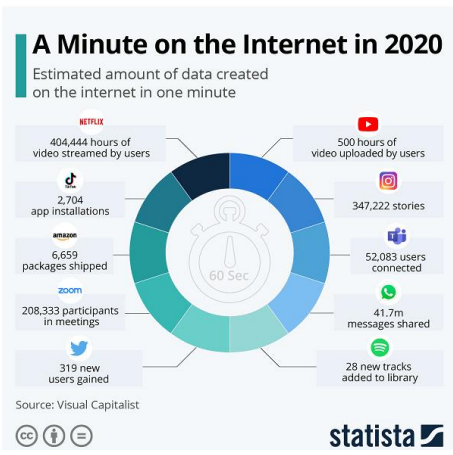 A Minute on the Internet in 2020
Estimated amount of data created
on the internet in one minute
NETFLIX
404,444 hours of
video streamed by users
500 hours of
video uploaded by users
TikTok
2,704
app installations
347,222 stories
amazon
6,659
packages shipped
52,083 users
connected
60 Sec
zoom
208,333 participants
in meetings
41.7m
messages shared
319 new
users gained
28 new tracks
added to library
Source: Visual Capitalist
cc
statista